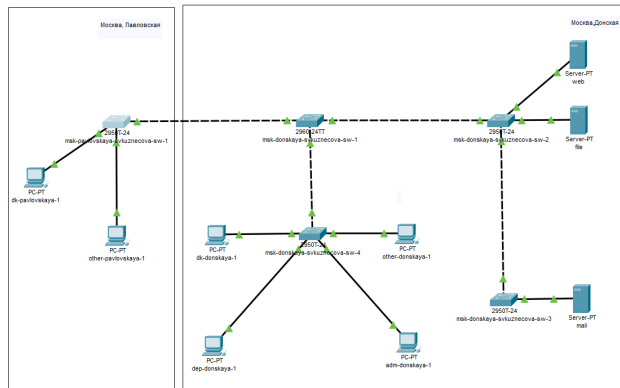 Москва, Павловская
Москва,Донская
Server-PT
web
2950T-24
msk-pavlovskaya-svkuznecova-sw-1
2960-24TT
msk-donskaya-svkuznecova-sw-1
2950T-24
msk-donskaya-svkuznecova-sw-2
Server-PT
file
PC-PT
dk-pavlovskaya-1
PC-PT
other-pavlovskaya-1
PC-PT
dk-donskaya-1
2950T-24
msk-donskaya-svkuznecova-sw-4
PC-PT
other-donskaya-1
2950T-24
msk-donskaya-svkuznecova-sw-3
Server-PT
mail
PC-PT
dep-donskaya-1
PC-PT
adm-donskaya-1